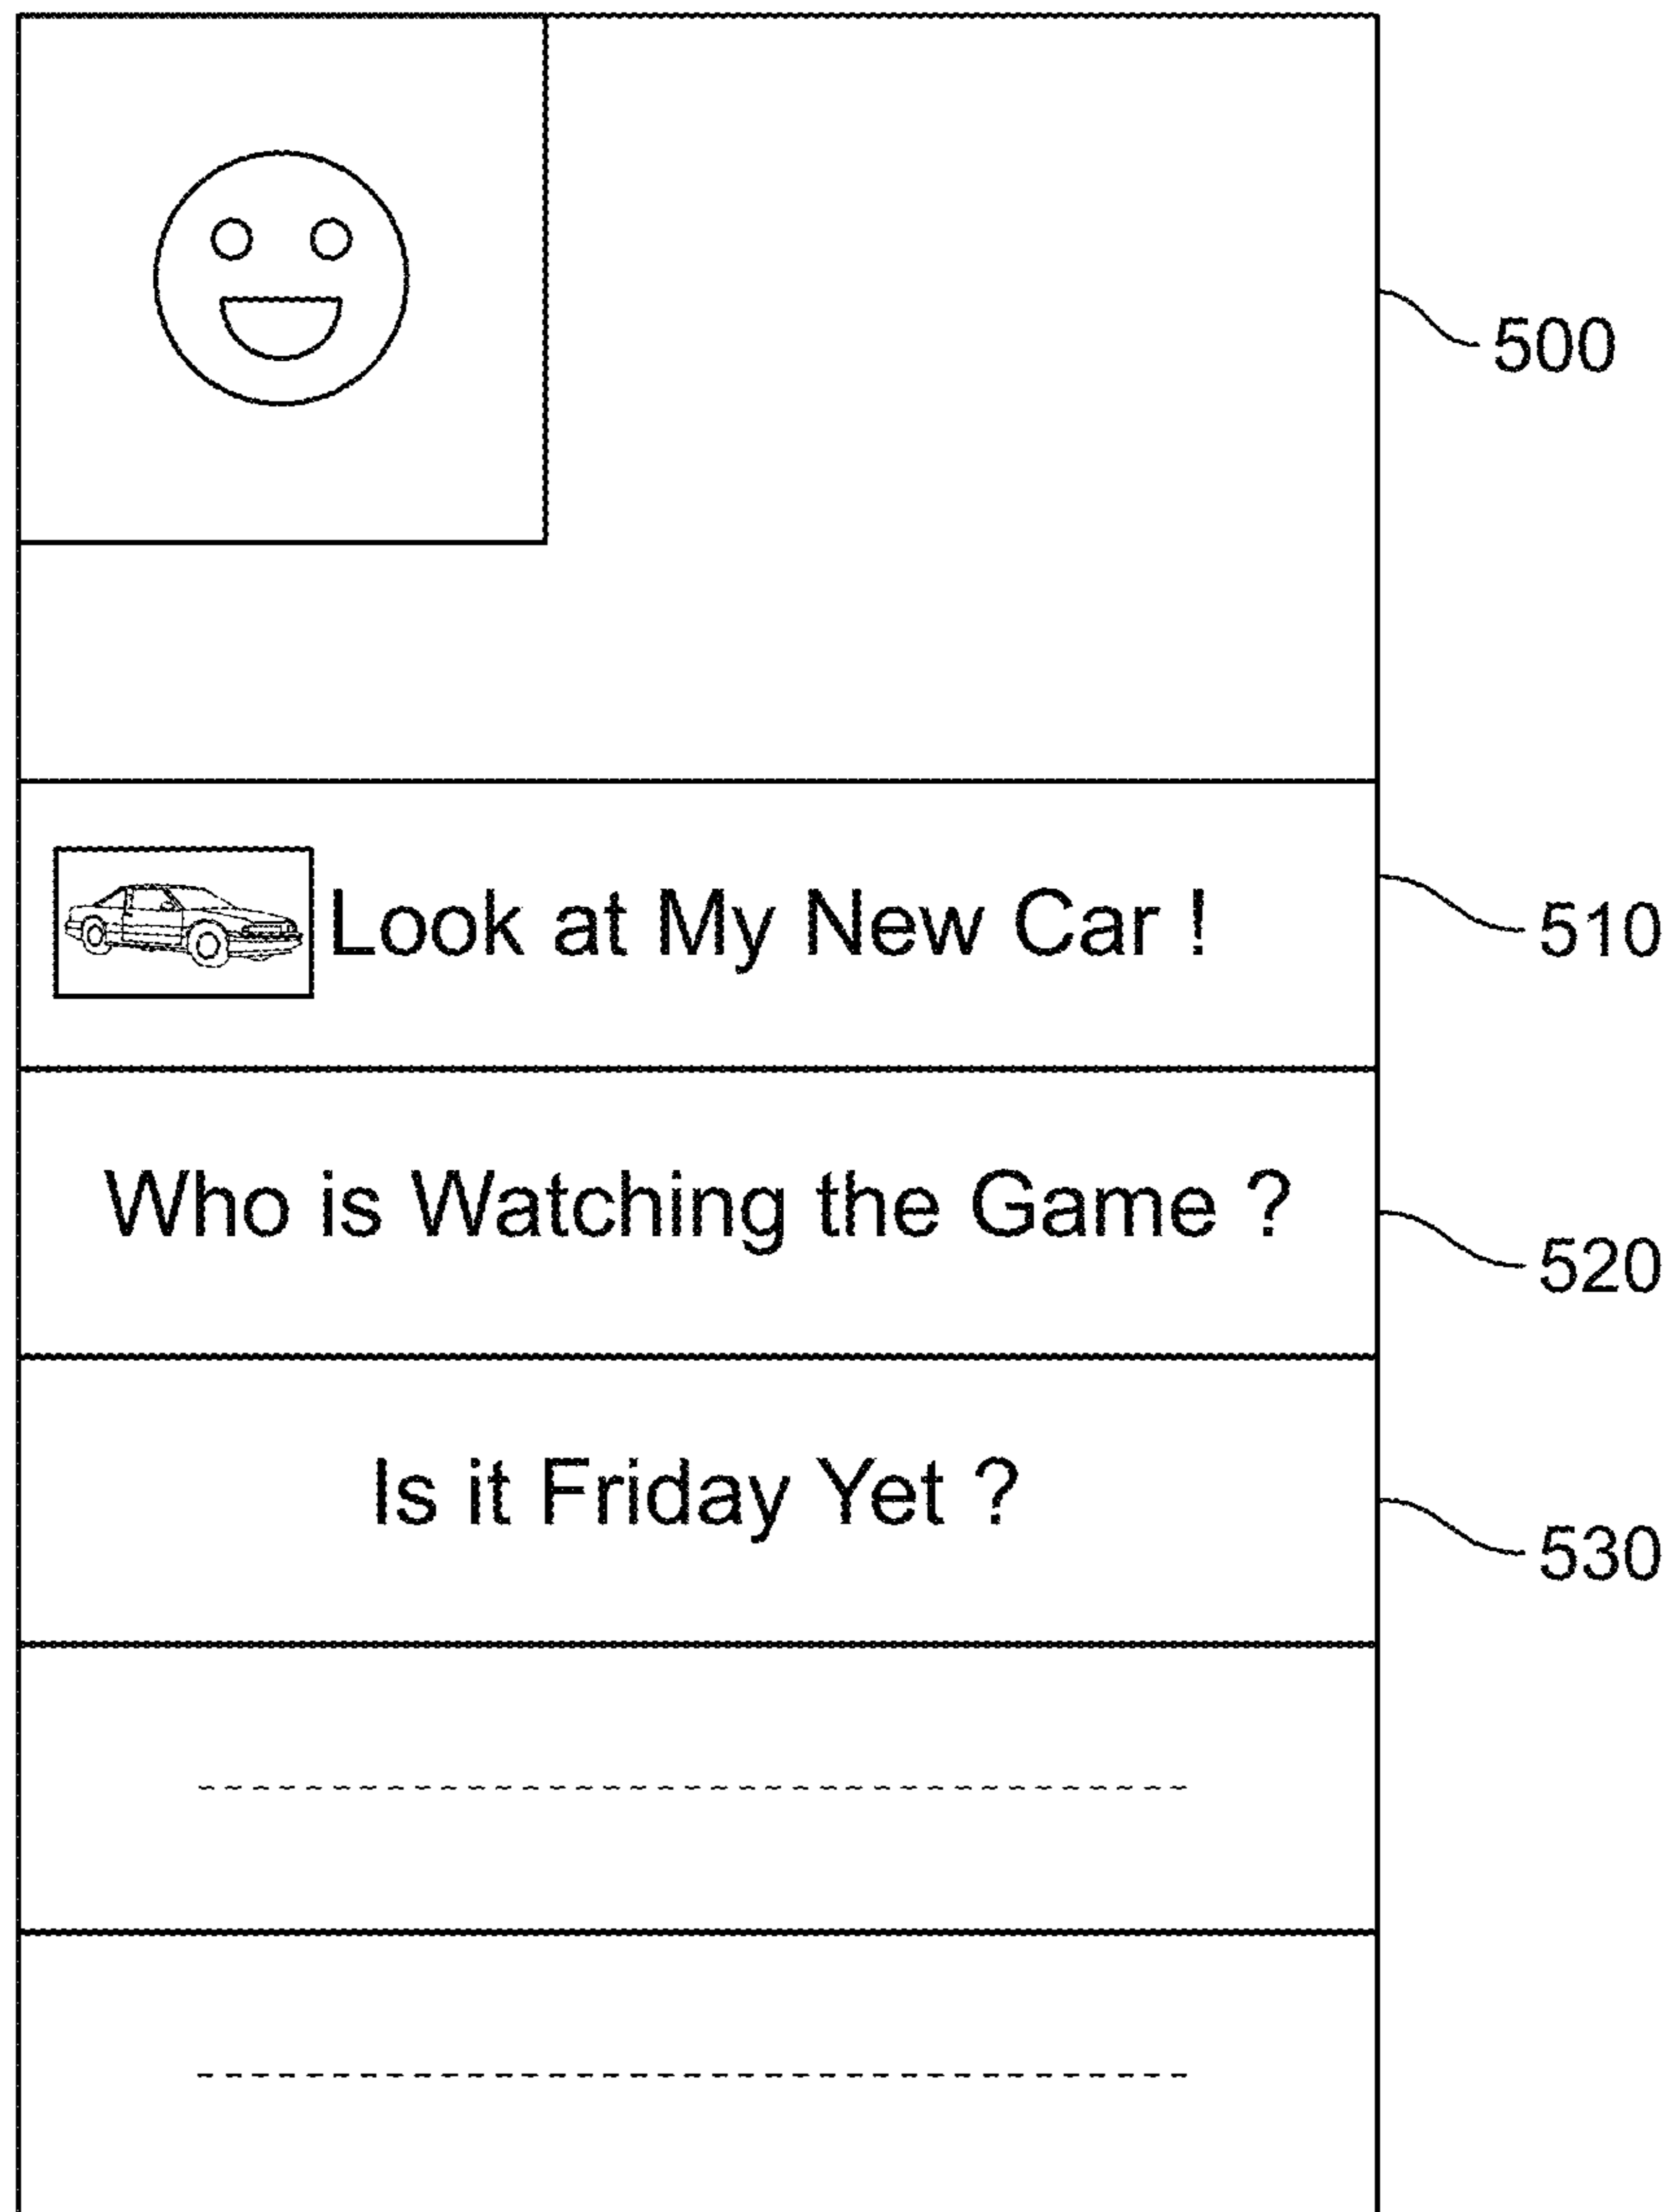 500
Look at My New Car !
510
Who is Watching the Game ?
520
Is it Friday Yet ?
530